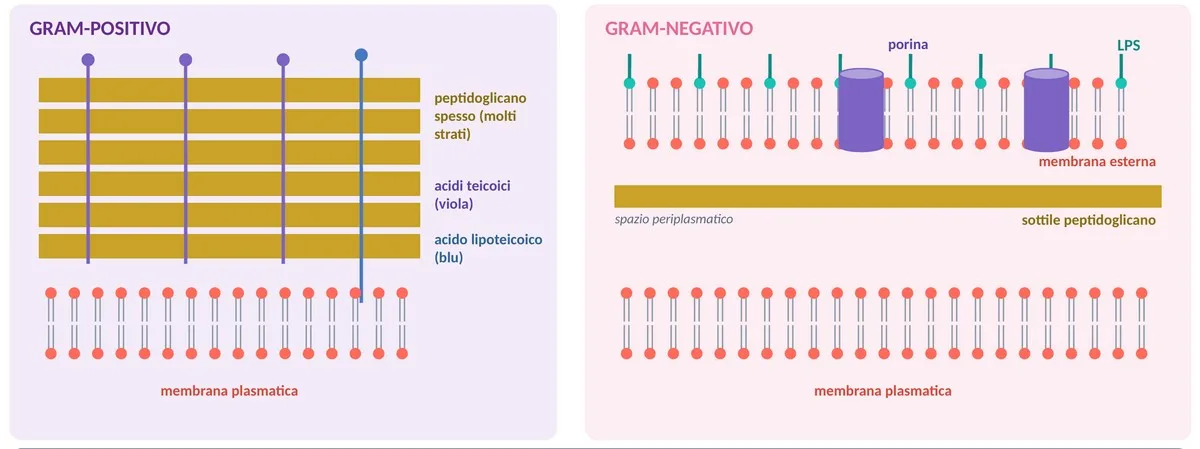 GRAM-POSITIVO
peptidoglicano
spesso (molti
strati)
acidi teicoici
(viola)
acido lipoteicoico
(blu)
membrana plasmatica
GRAM-NEGATIVO
porina
LPS
membrana esterna
spazio periplasmatico
sottile peptidoglicano
membrana plasmatica